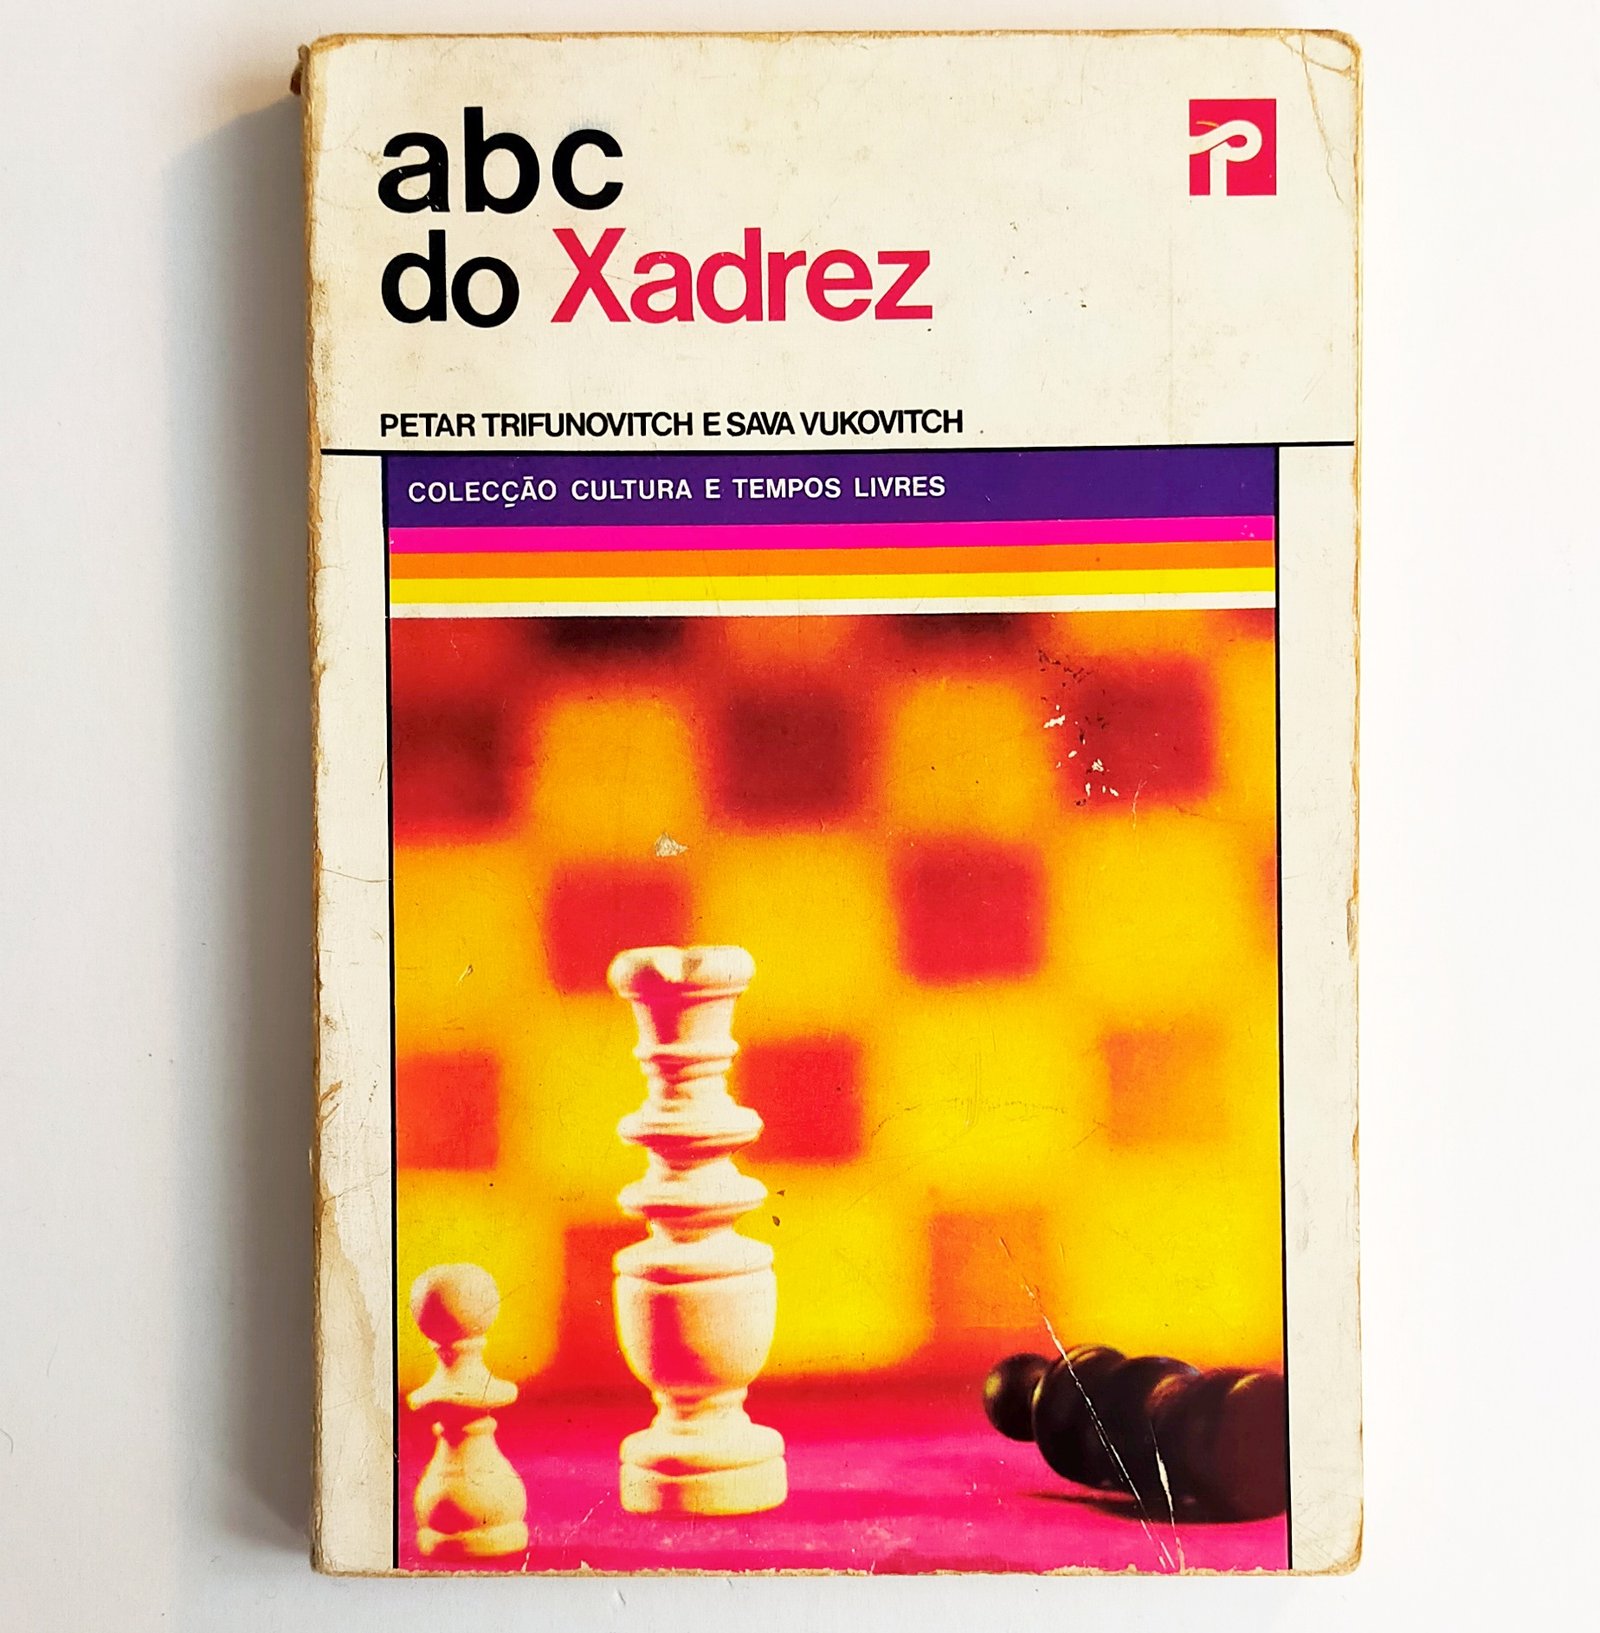 abc
do Xadrez
PETAR TRIFUNOVITCH E SAVA VUKOVITCH
COLECÇÃO CULTURA E TEMPOS LIVRES